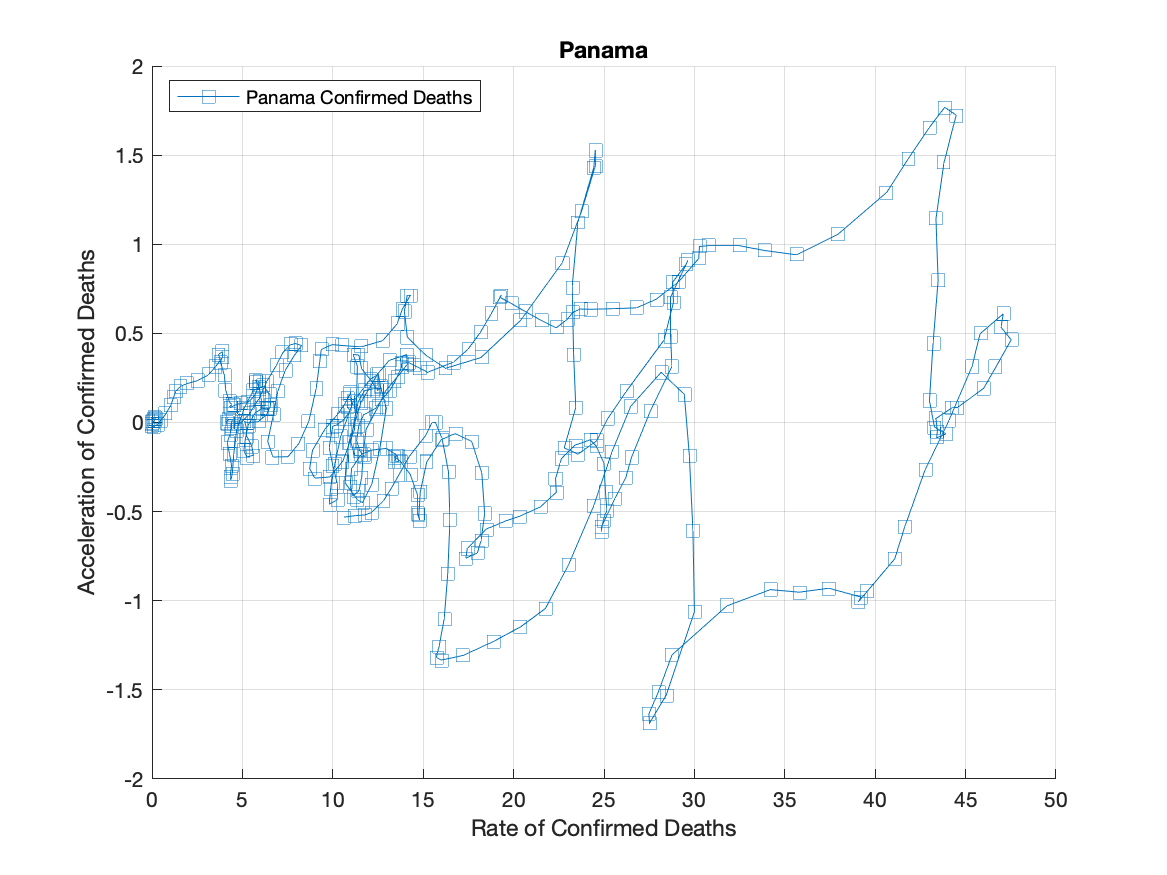 Panama
Panama Confirmed Deaths
2
1.5
1
0.5
0
-0.5
-1
-1.5
-2
Acceleration of Confirmed Deaths
0 5 10 15 20 25 30 35 40 45 50
Rate of Confirmed Deaths